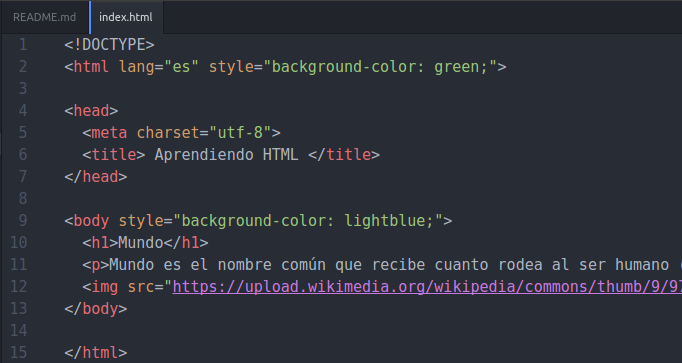 README.md index.html
1 <!DOCTYPE>
2 <html lang="es" style="background-color: green;">
3
4 <head>
5 <meta charset="utf-8">
6 <title> Aprendiendo HTML </title>
7 </head>
8
9 <body style="background-color: lightblue;">
10 <h1>Mundo</h1>
11 <p>Mundo es el nombre común que recibe cuanto rodea al ser humano
12 <img src="https://upload.wikimedia.org/wikipedia/commons/thumb/9/97
13 </body>
14
15 </html>